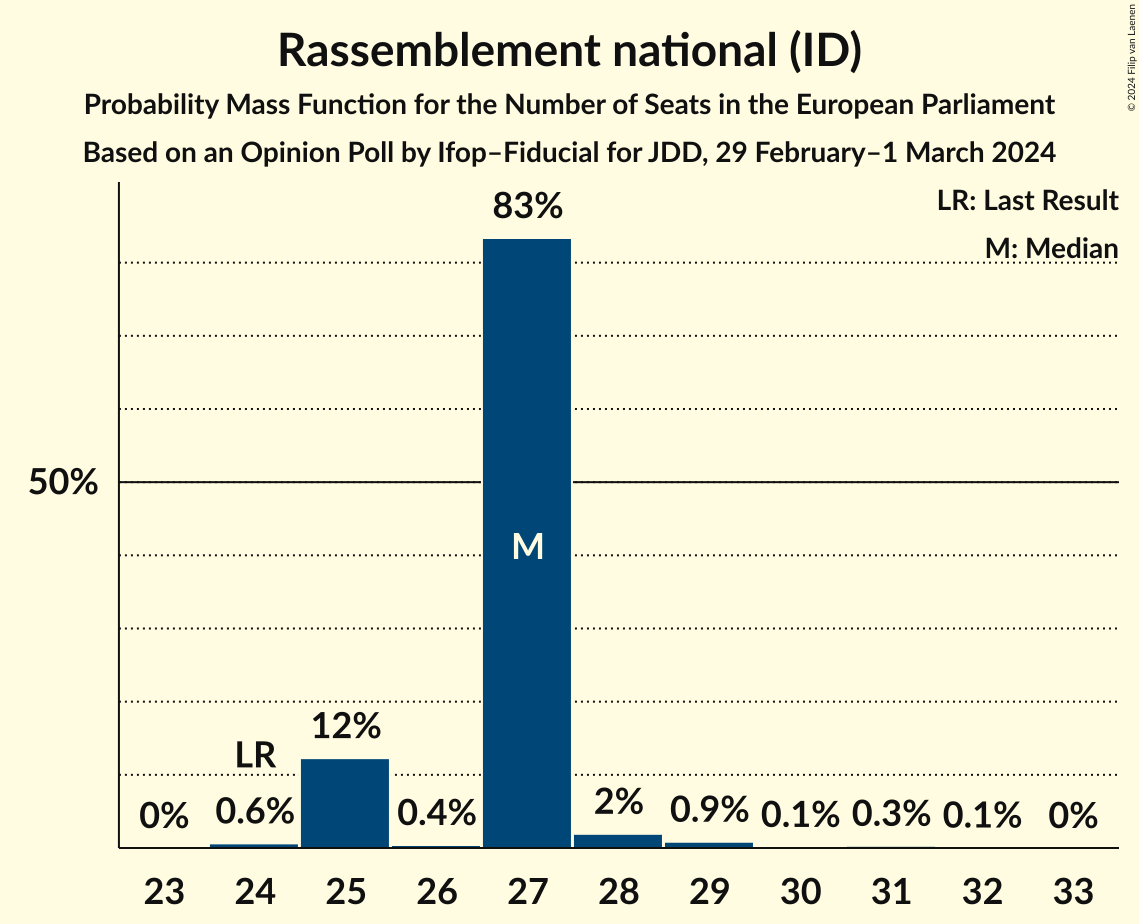 Rassemblement national (ID)
Probability Mass Function for the Number of Seats in the European Parliament
Based on an Opinion Poll by Ifop–Fiducial for JDD, 29 February–1 March 2024
© 2024 Filip van Laenen
LR: Last Result
M: Median
83%
50%
M
12%
LR
0% 0.6% 0.4% 2% 0.9% 0.1% 0.3% 0.1% 0%
23 24 25 26 27 28 29 30 31 32 33